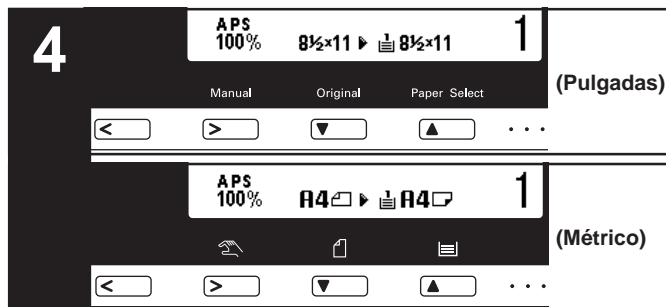 4
APS
100% 8½×11 8½×11 1
Manual Original Paper Select
< > ▼ ▲ ...
(Pulgadas)
APS
100% A4 A4 1
< > ▼ ▲ ...
(Métrico)